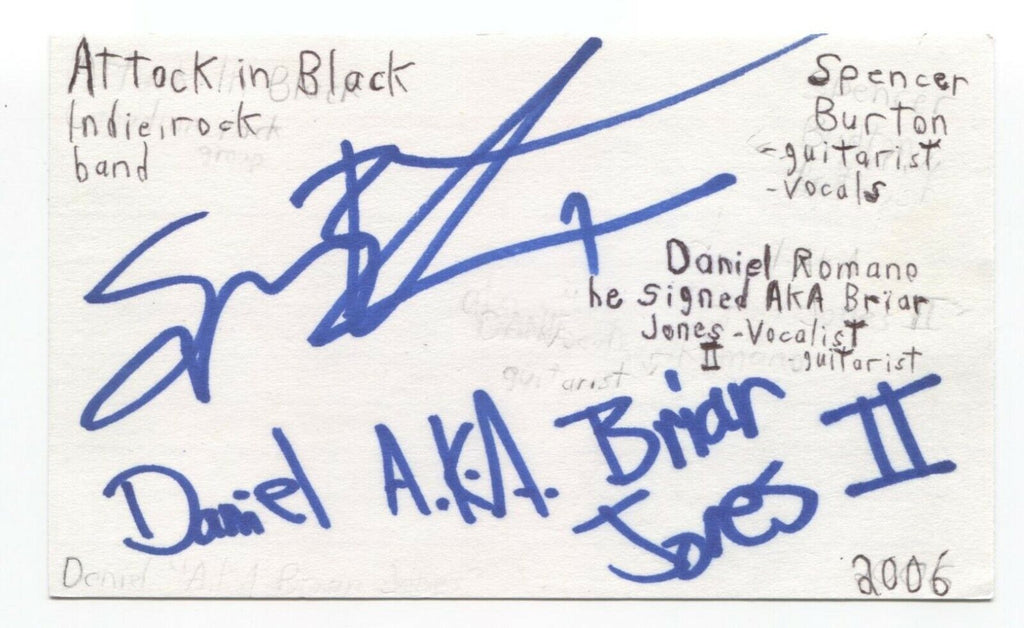 Attack in Black
Indie, rock
band
Spencer
Burton
-guitarist
-vocals
Daniel Romano
he signed AKA Briar
Jones -Vocalist
II -guitarist
Daniel A.K.A. Briar
Jones II
2006